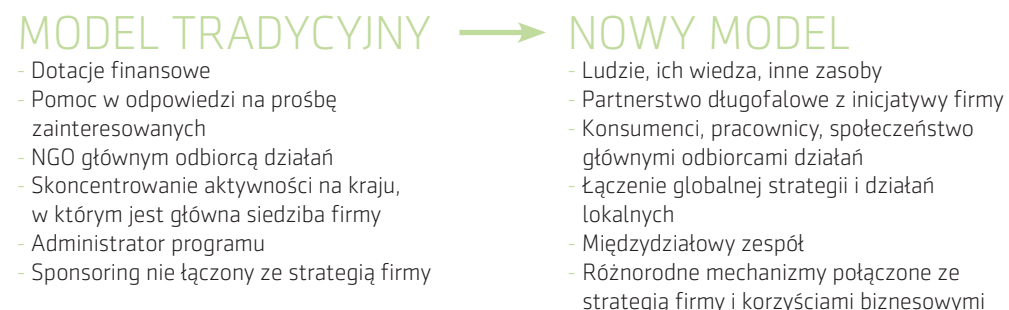 MODEL TRADYCYJNY
- Dotacje finansowe
- Pomoc w odpowiedzi na prośbę
zainteresowanych
- NGO głównym odbiorcą działań
- Skoncentrowanie aktywności na kraju,
w którym jest główna siedziba firmy
- Administrator programu
- Sponsoring nie łączony ze strategią firmy
NOWY MODEL
- Ludzie, ich wiedza, inne zasoby
- Partnerstwo długofalowe z inicjatywy firmy
- Konsumenci, pracownicy, społeczeństwo
głównymi odbiorcami działań
- Łączenie globalnej strategii i działań
lokalnych
- Międzydziałowy zespół
- Różnorodne mechanizmy połączone ze
strategią firmy i korzyściami biznesowymi